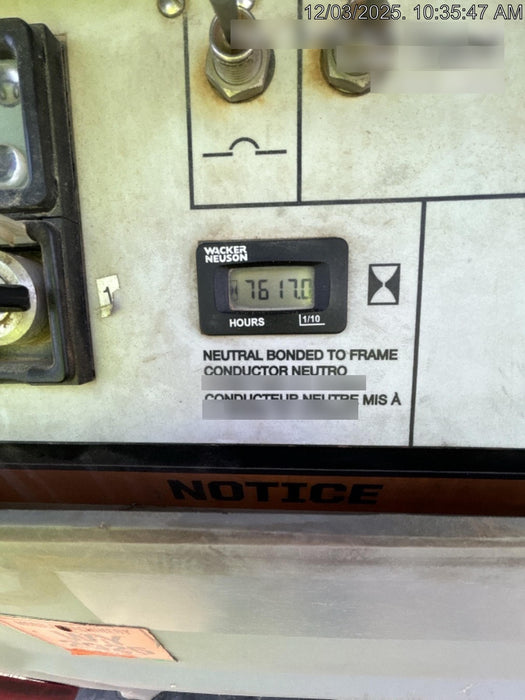 12/03/2025. 10:35:47 AM
WACKER
NEUSON
7617.0
HOURS 1/10
1
NEUTRAL BONDED TO FRAME
CONDUCTOR NEUTRO
CONDUCTEUR NEUTRE MIS À
NOTICE